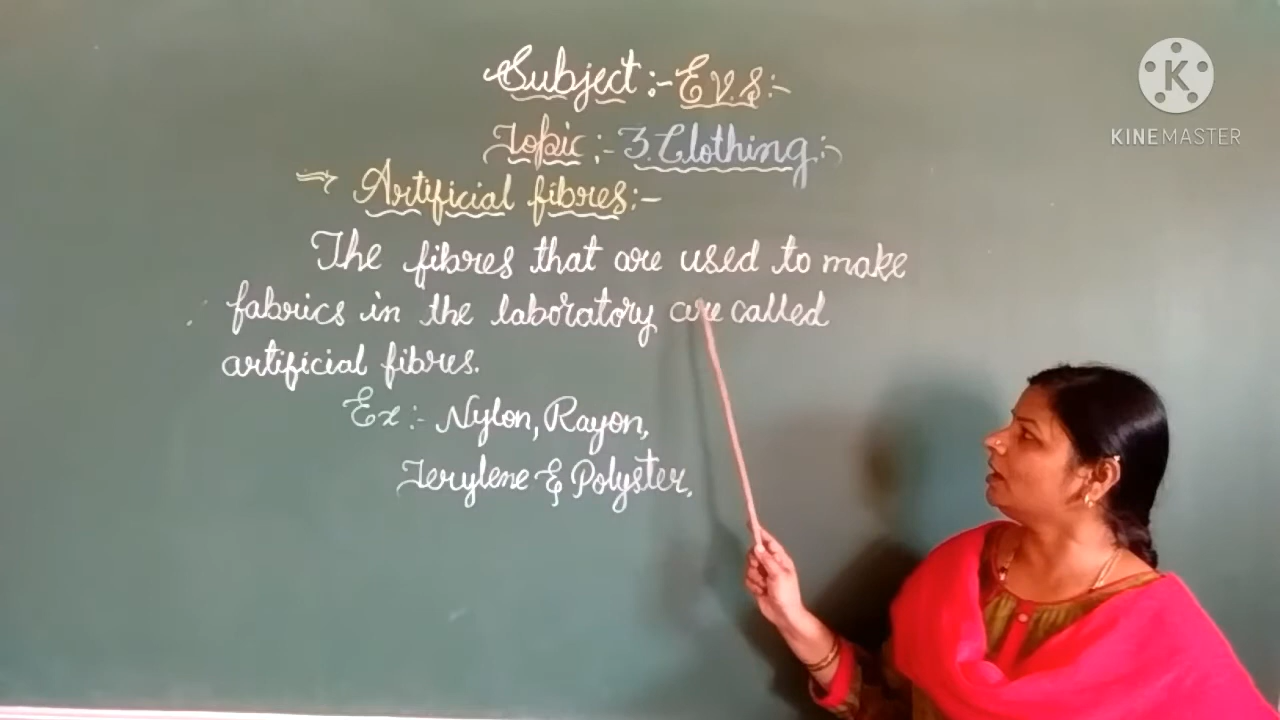 Subject :- E.V.S :-
Topic :- 3. Clothing :-
⇒ Artificial fibres :-
The fibres that are used to make
fabrics in the laboratory are called
artificial fibres.
Ex :- Nylon, Rayon,
Terylene & Polyster.
K
KINEMASTER